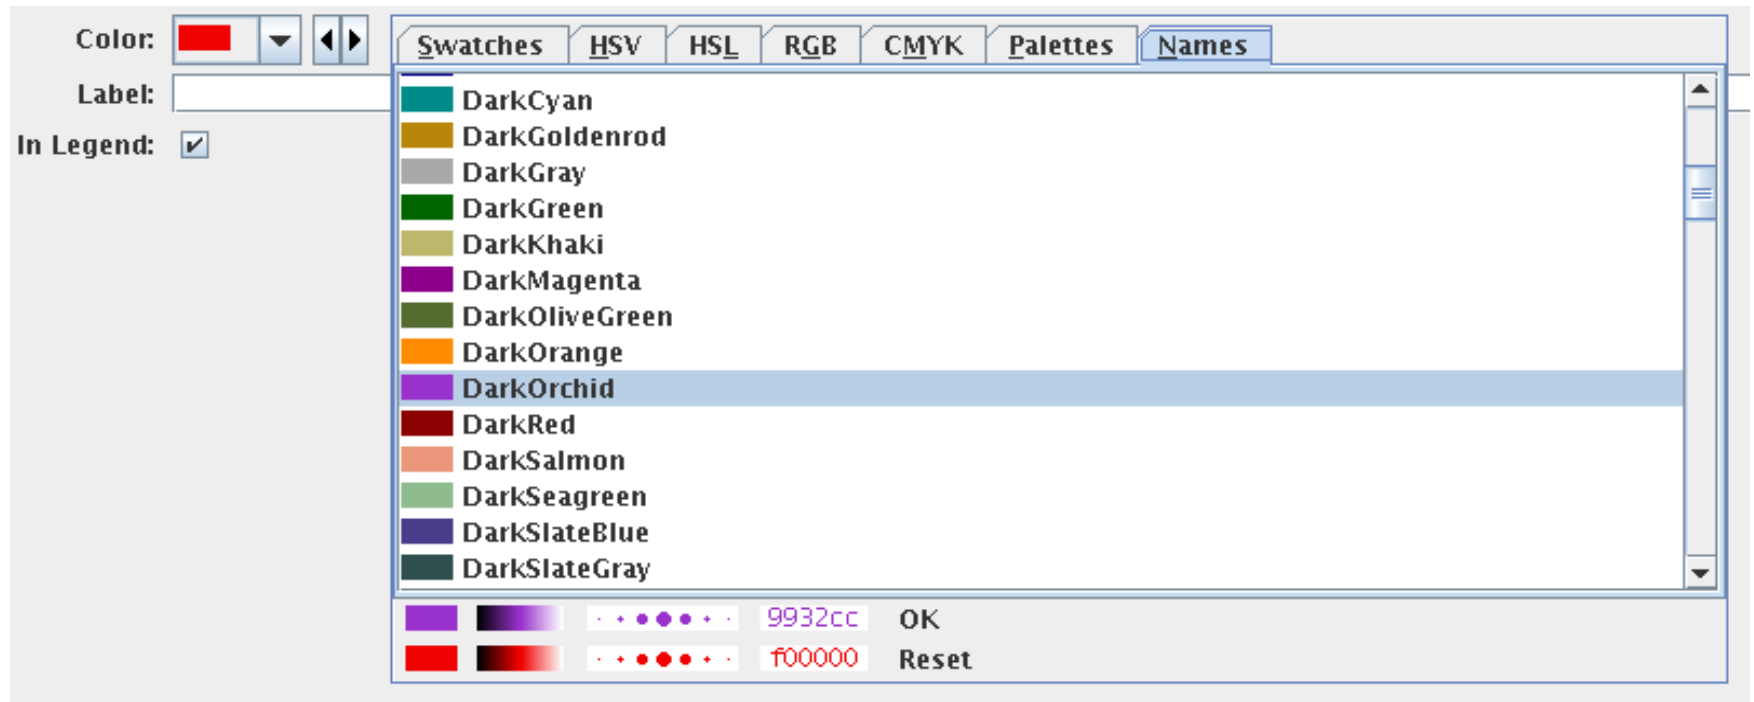 Color:
Swatches HSV HSL RGB CMYK Palettes Names
Label:
In Legend:
DarkCyan
DarkGoldenrod
DarkGray
DarkGreen
DarkKhaki
DarkMagenta
DarkOliveGreen
DarkOrange
DarkOrchid
DarkRed
DarkSalmon
DarkSeagreen
DarkSlateBlue
DarkSlateGray
9932cc OK
f00000 Reset